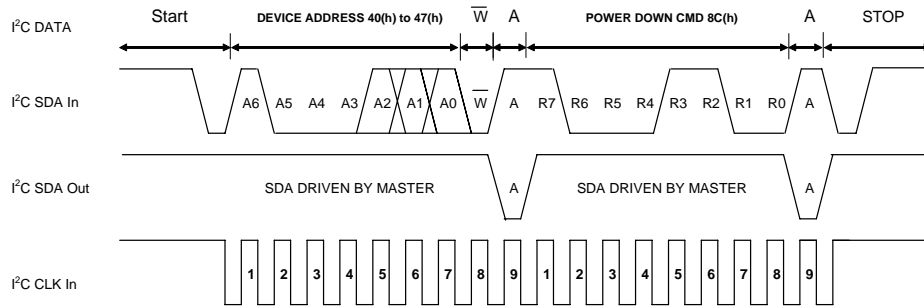 I²C DATA Start DEVICE ADDRESS 40(h) to 47(h) W̅ A POWER DOWN CMD 8C(h) A STOP
I²C SDA In A6 A5 A4 A3 A2 A1 A0 W̅ A R7 R6 R5 R4 R3 R2 R1 R0 A
I²C SDA Out SDA DRIVEN BY MASTER A SDA DRIVEN BY MASTER A
I²C CLK In 1 2 3 4 5 6 7 8 9 1 2 3 4 5 6 7 8 9